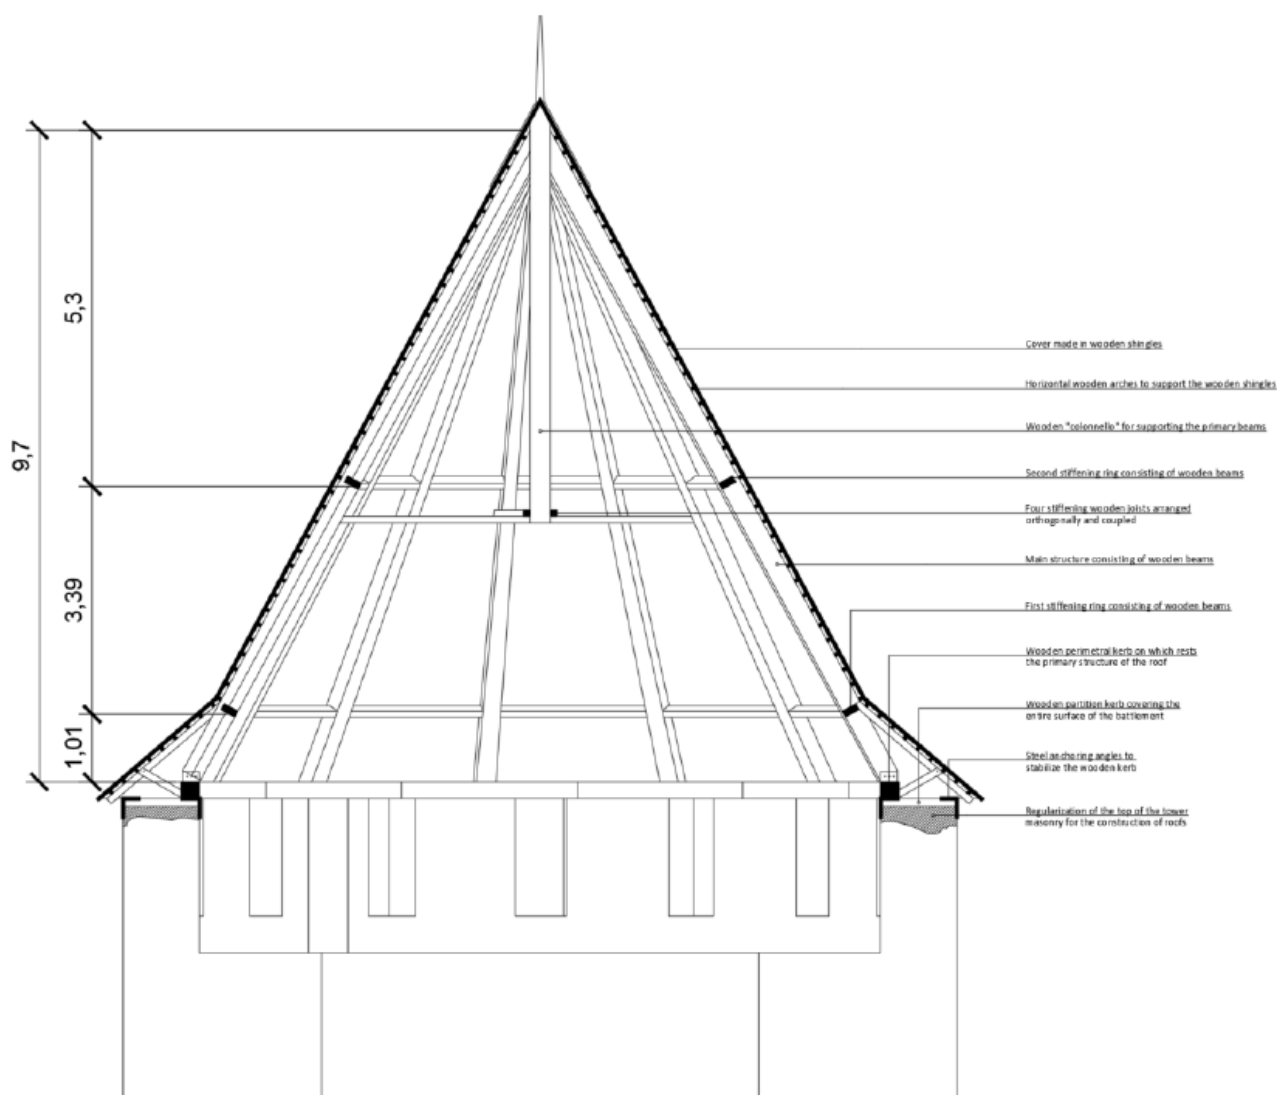 5,3
9,7
3,39
1,01
Cover made in wooden shingles
Horizontal wooden arches to support the wooden shingles
Wooden "colonnello" for supporting the primary beams
Second stiffening ring consisting of wooden beams
Four stiffening wooden joists arranged
orthogonally and coupled
Main structure consisting of wooden beams
First stiffening ring consisting of wooden beams
Wooden perimetral kerb on which rests
the primary structure of the roof
Wooden partition kerb covering the
entire surface of the battlement
Steel anchoring angles to
stabilize the wooden kerb
Regularization of the top of the tower
masonry for the construction of roofs